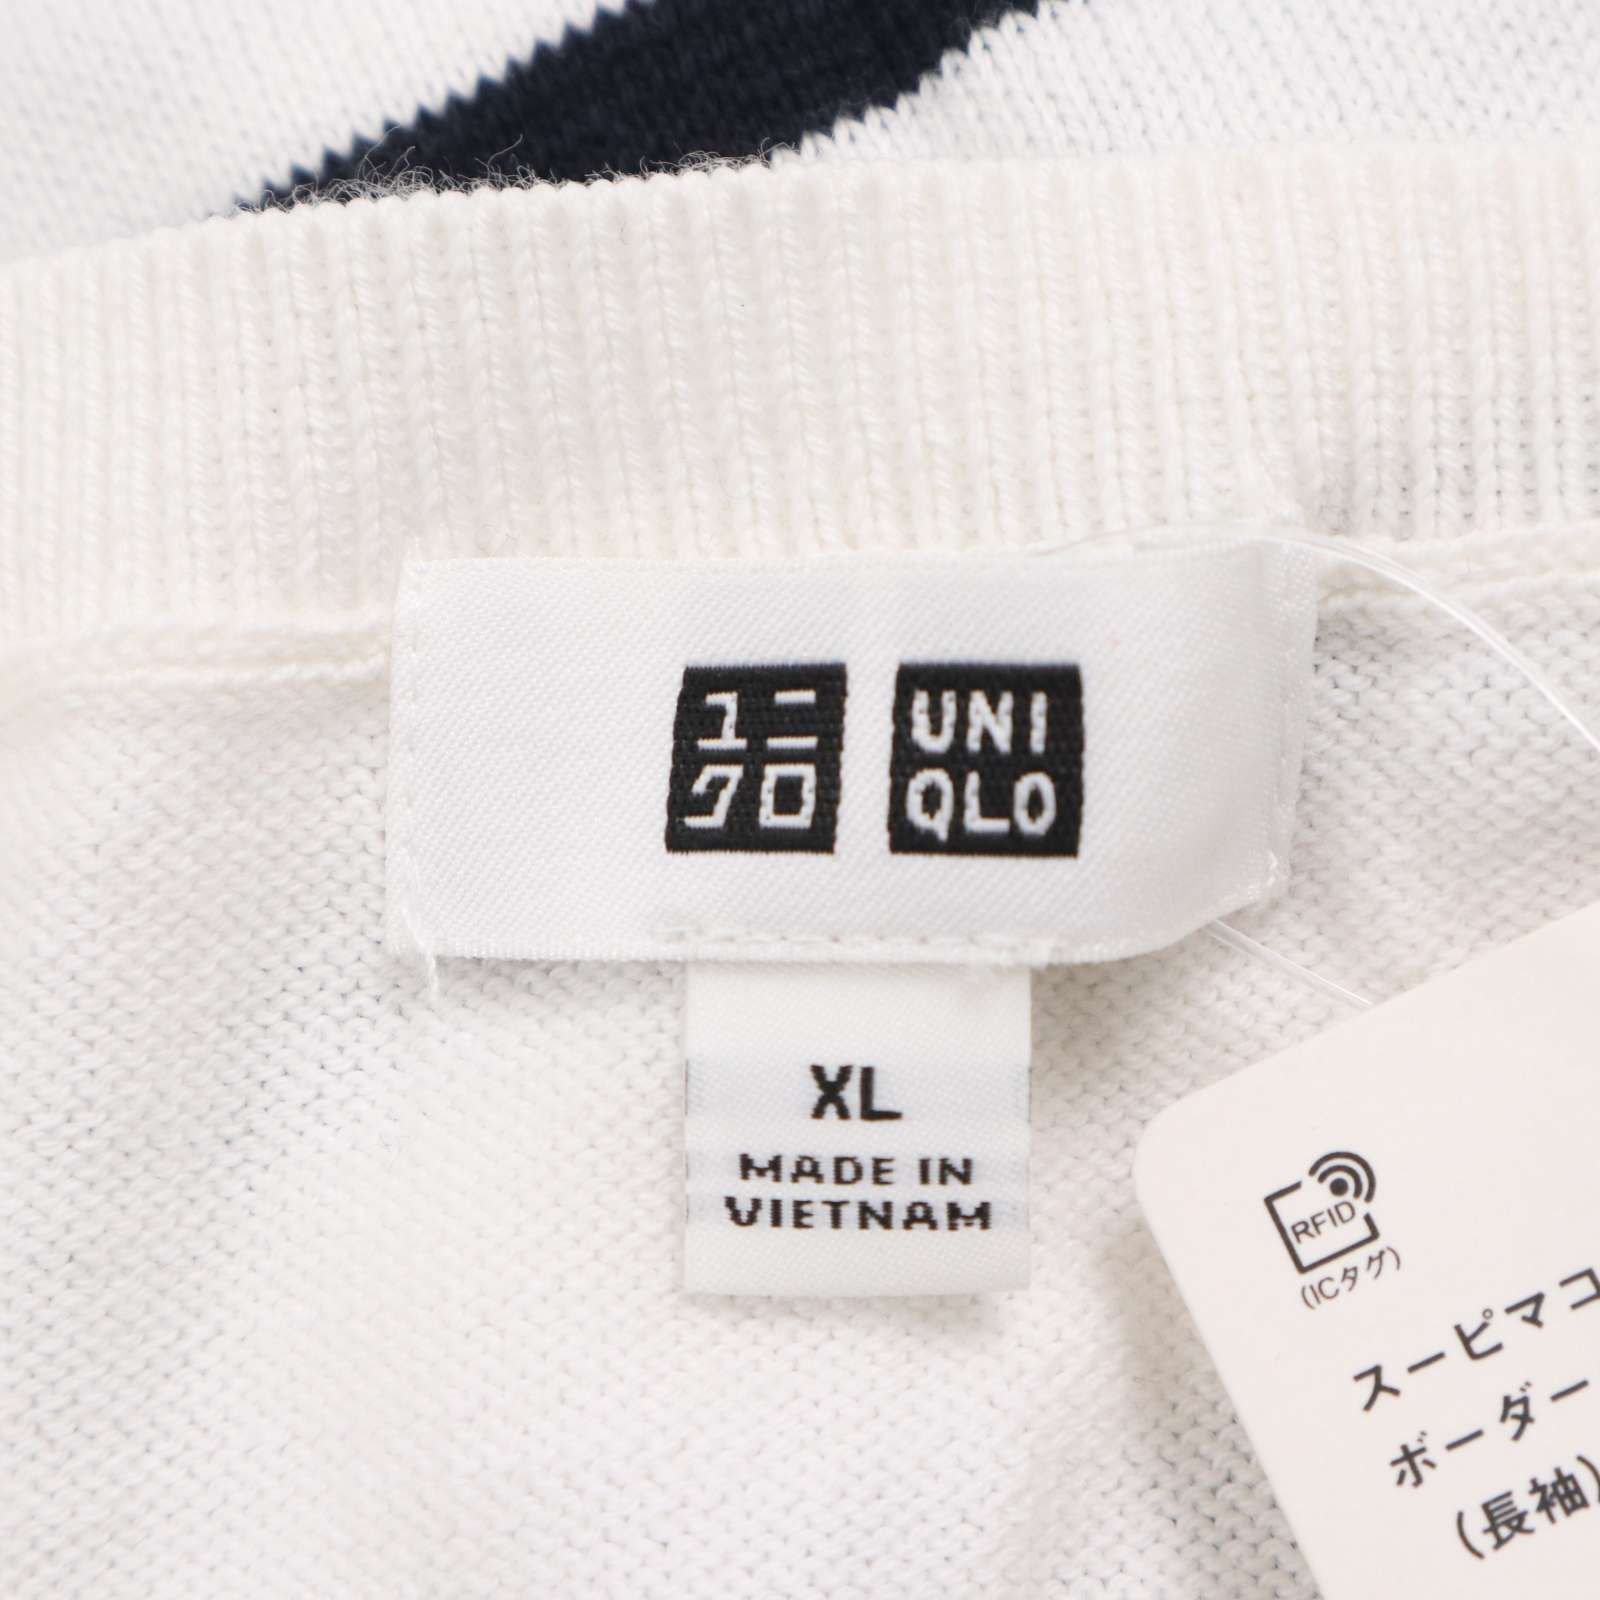 ユニ
クロ
UNI
QLO
XL
MADE IN
VIETNAM
RFID
(ICタグ)
スーピマコ
ボーダー
(長袖)